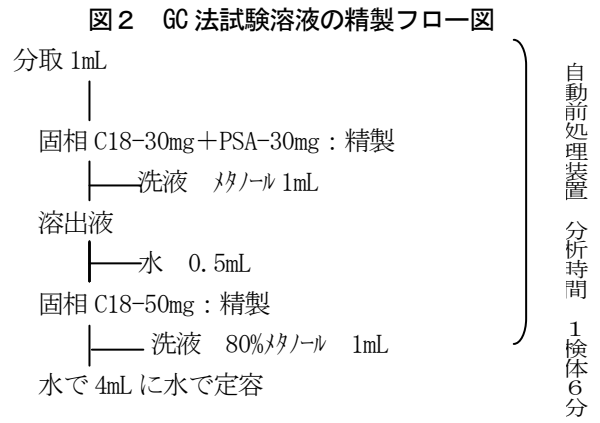 図２　GC法試験溶液の精製フロー図
分取 1mL
固相 C18-30mg＋PSA-30mg：精製
洗液　ﾒﾀﾉｰﾙ 1mL
溶出液
水　0.5mL
固相 C18-50mg：精製
洗液　80%ﾒﾀﾉｰﾙ　1mL
水で 4mL に水で定容
自動前処理装置　分析時間　１検体６分